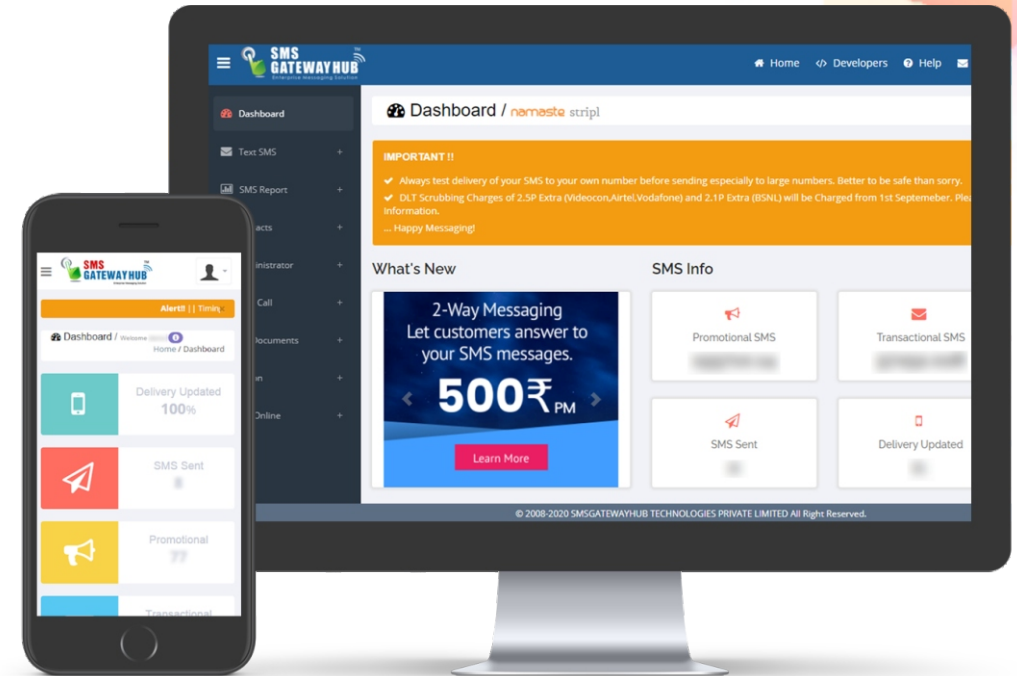 SMS
GATEWAYHUB
Enterprise Messaging Solution
Home
Developers
Help
Dashboard
Text SMS
SMS Report
acts
inistrator
Call
Documents
Online
Dashboard / namaste stripl
IMPORTANT !!
Always test delivery of your SMS to your own number before sending especially to large numbers. Better to be safe than sorry.
DLT Scrubbing Charges of 2.5P Extra (Videocon,Airtel,Vodafone) and 2.1P Extra (BSNL) will be Charged from 1st Septemeber. Plea
information.
... Happy Messaging!
What's New
2-Way Messaging
Let customers answer to
your SMS messages.
500₹ PM
Learn More
SMS Info
Promotional SMS
Transactional SMS
SMS Sent
Delivery Updated
© 2008-2020 SMSGATEWAYHUB TECHNOLOGIES PRIVATE LIMITED All Right Reserved.
SMS
GATEWAYHUB
Alert!! || Timin
Dashboard / Welcome
Home / Dashboard
Delivery Updated
100%
SMS Sent
Promotional
77
Transactional